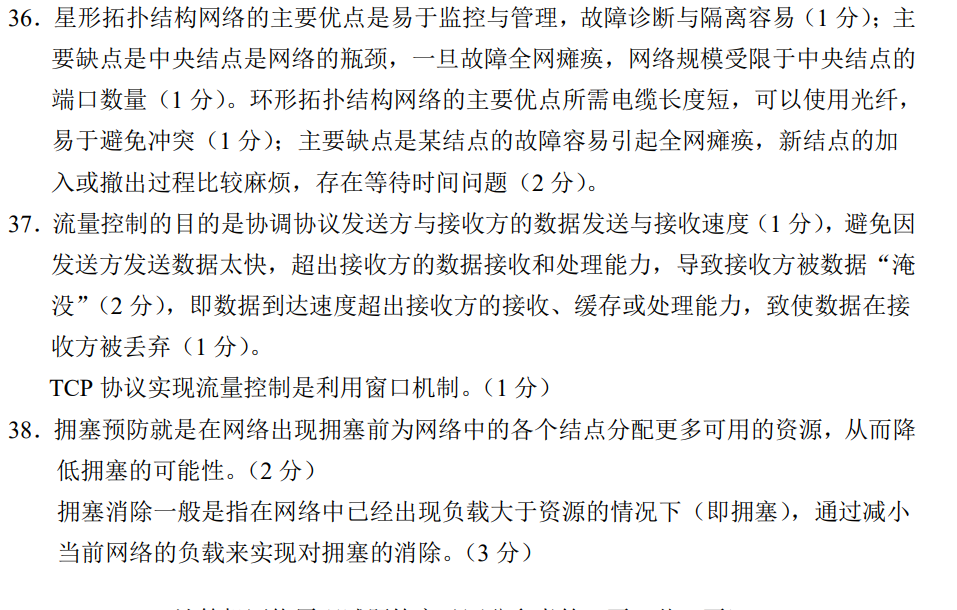 36．星形拓扑结构网络的主要优点是易于监控与管理，故障诊断与隔离容易（1 分）；主
要缺点是中央结点是网络的瓶颈，一旦故障全网瘫痪，网络规模受限于中央结点的
端口数量（1 分）。环形拓扑结构网络的主要优点所需电缆长度短，可以使用光纤，
易于避免冲突（1 分）；主要缺点是某结点的故障容易引起全网瘫痪，新结点的加
入或撤出过程比较麻烦，存在等待时间问题（2 分）。
37．流量控制的目的是协调协议发送方与接收方的数据发送与接收速度（1 分），避免因
发送方发送数据太快，超出接收方的数据接收和处理能力，导致接收方被数据“淹
没”（2 分），即数据到达速度超出接收方的接收、缓存或处理能力，致使数据在接
收方被丢弃（1 分）。
TCP 协议实现流量控制是利用窗口机制。（1 分）
38．拥塞预防就是在网络出现拥塞前为网络中的各个结点分配更多可用的资源，从而降
低拥塞的可能性。（2 分）
拥塞消除一般是指在网络中已经出现负载大于资源的情况下（即拥塞），通过减小
当前网络的负载来实现对拥塞的消除。（3 分）